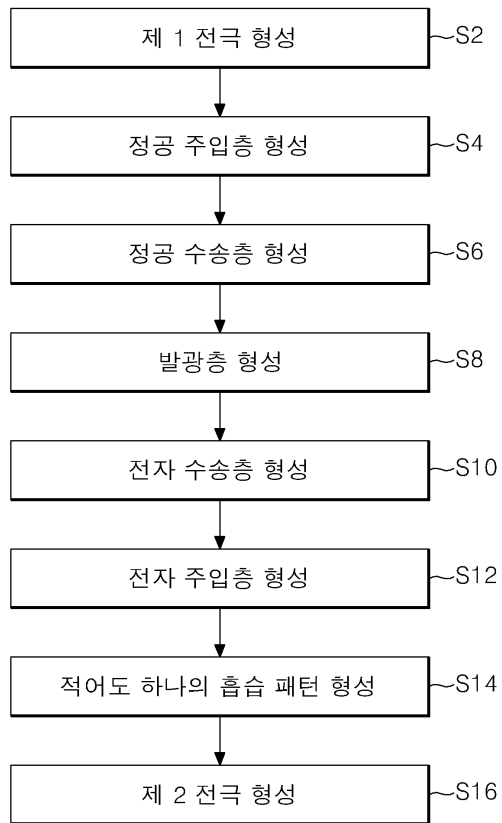 제 1 전극 형성 S2
정공 주입층 형성 S4
정공 수송층 형성 S6
발광층 형성 S8
전자 수송층 형성 S10
전자 주입층 형성 S12
적어도 하나의 흡습 패턴 형성 S14
제 2 전극 형성 S16